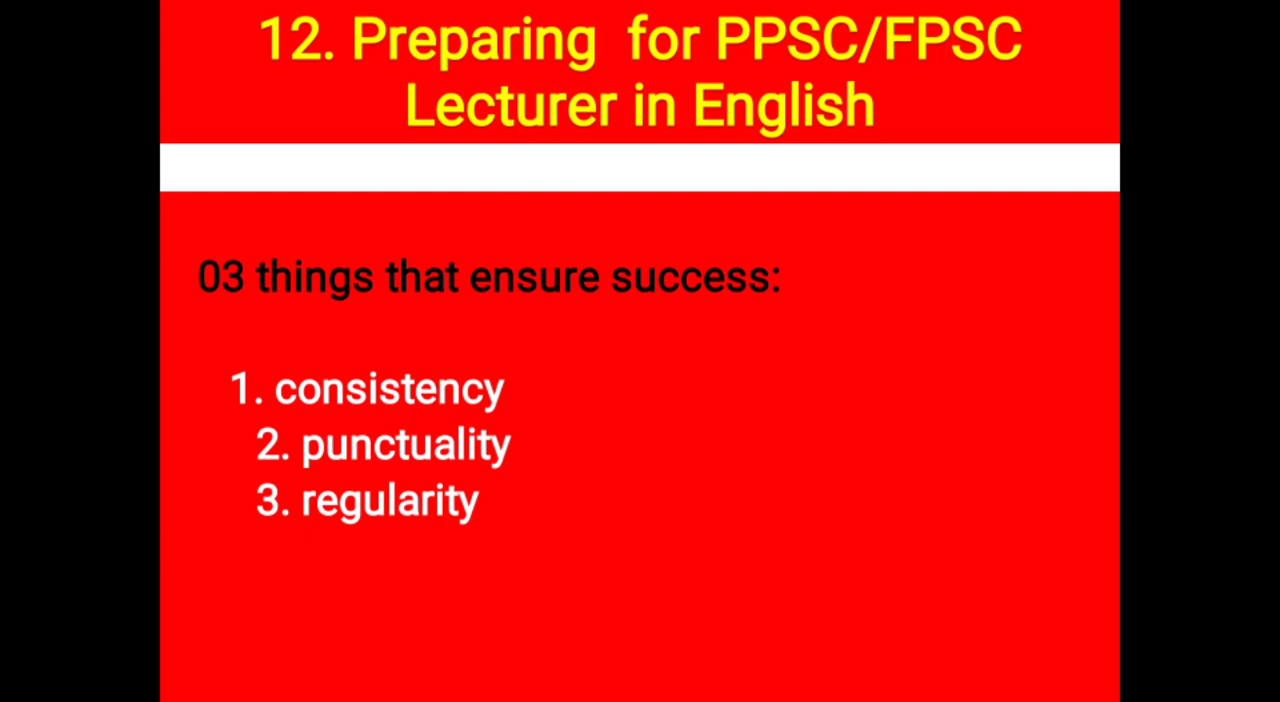 12. Preparing  for PPSC/FPSC
Lecturer in English
03 things that ensure success:
1. consistency
2. punctuality
3. regularity